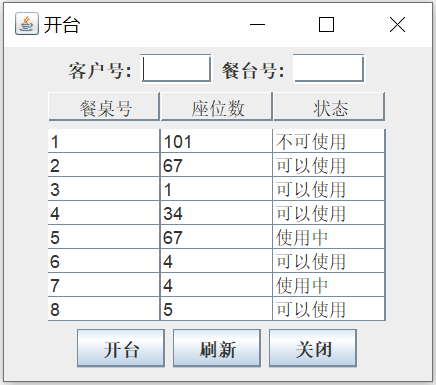 开台
客户号: 餐台号:
餐桌号 座位数 状态
1 101 不可使用
2 67 可以使用
3 1 可以使用
4 34 可以使用
5 67 使用中
6 4 可以使用
7 4 使用中
8 5 可以使用
开台 刷新 关闭